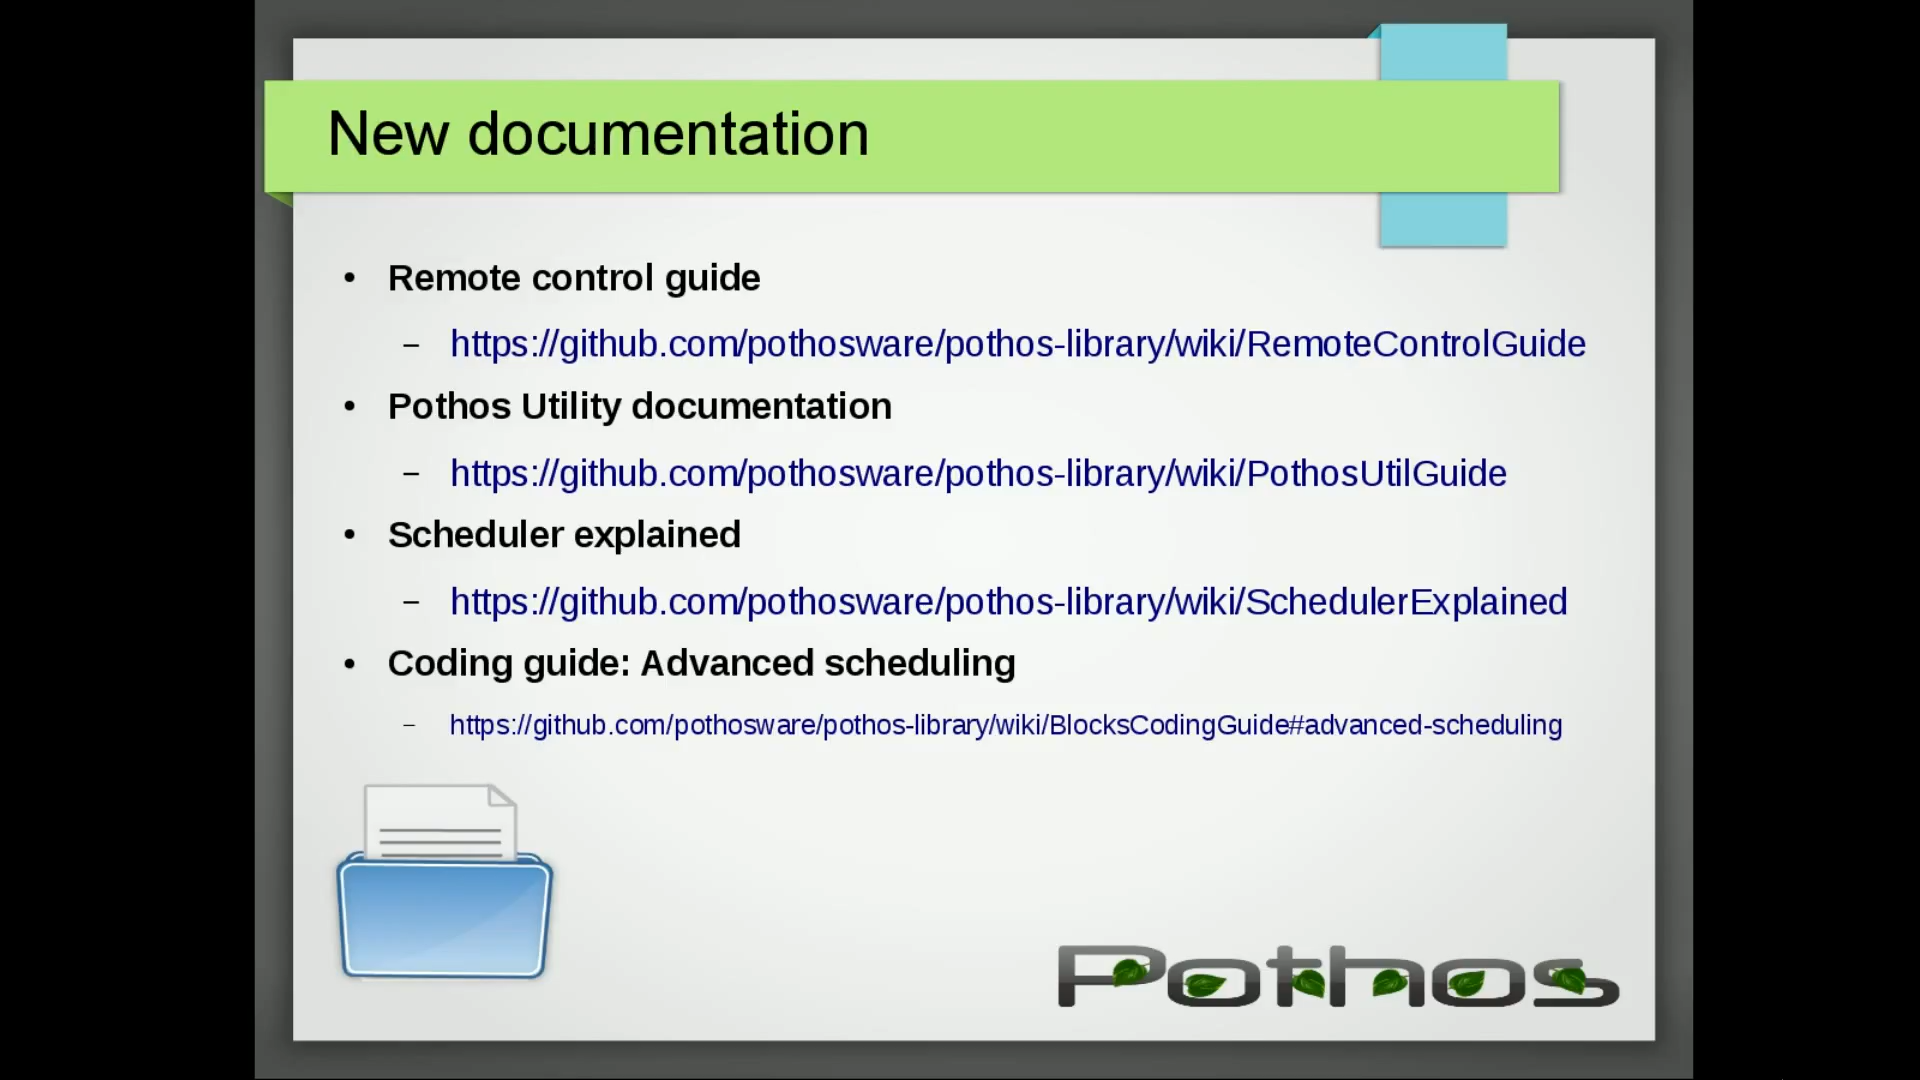 New documentation
• Remote control guide
– https://github.com/pothosware/pothos-library/wiki/RemoteControlGuide
• Pothos Utility documentation
– https://github.com/pothosware/pothos-library/wiki/PothosUtilGuide
• Scheduler explained
– https://github.com/pothosware/pothos-library/wiki/SchedulerExplained
• Coding guide: Advanced scheduling
– https://github.com/pothosware/pothos-library/wiki/BlocksCodingGuide#advanced-scheduling
Pothos